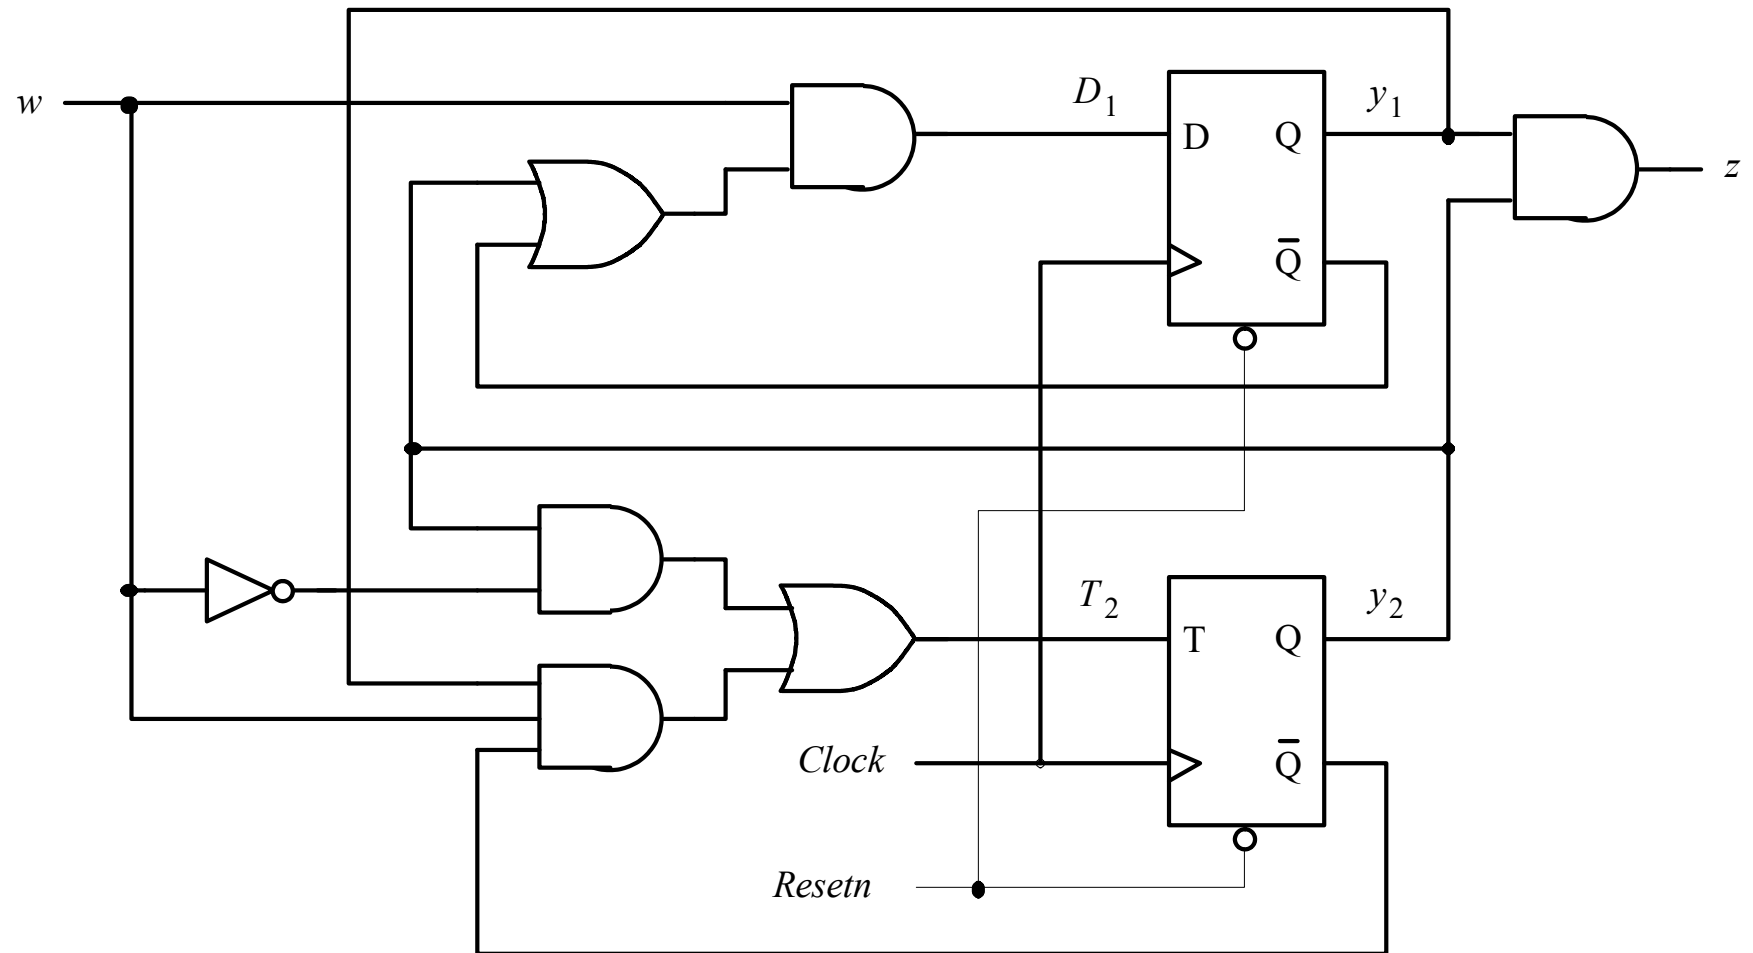 w
D1
y1
D
Q
z
Q̅
T2
y2
T
Q
Clock
Q̅
Resetn